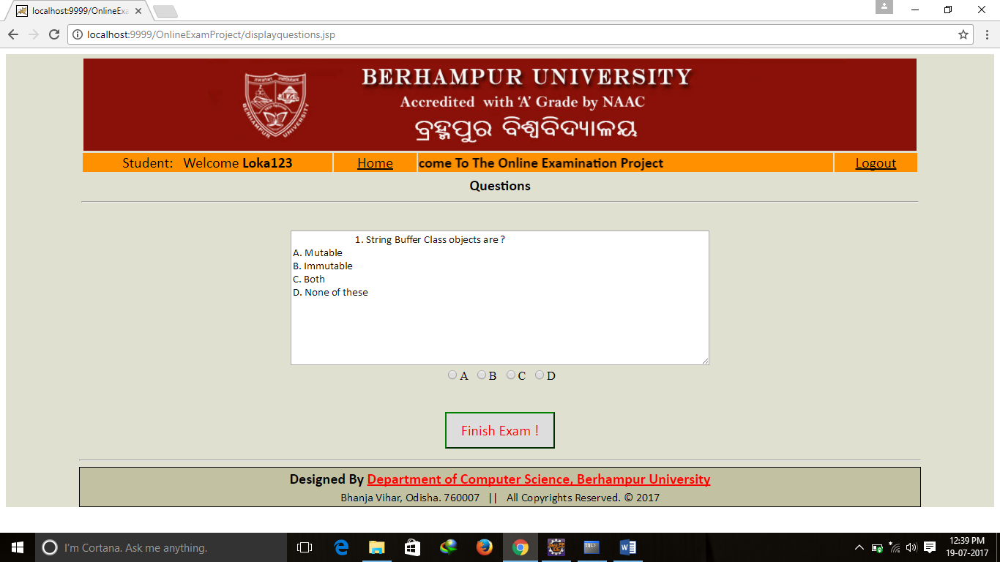 localhost:9999/OnlineExa
localhost:9999/OnlineExamProject/displayquestions.jsp
BERHAMPUR UNIVERSITY
Accredited with ‘A’ Grade by NAAC
ବ୍ରହ୍ମପୁର ବିଶ୍ୱବିଦ୍ୟାଳୟ
BERHAMPUR UNIVERSITY
Student: Welcome Loka123
Home
come To The Online Examination Project
Logout
Questions
1. String Buffer Class objects are ?
A. Mutable
B. Immutable
C. Both
D. None of these
A B C D
Finish Exam !
Designed By Department of Computer Science, Berhampur University
Bhanja Vihar, Odisha. 760007 || All Copyrights Reserved. © 2017
I'm Cortana. Ask me anything.
12:39 PM
19-07-2017